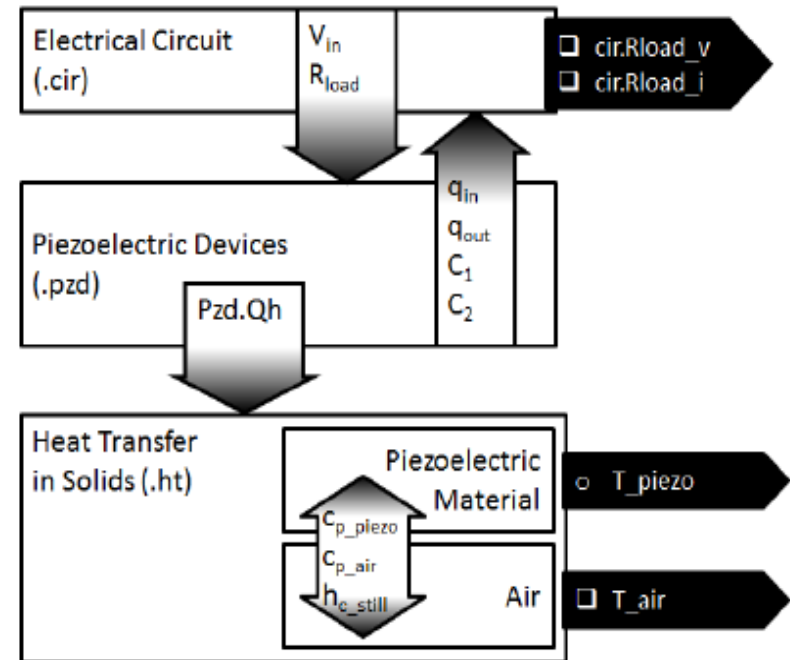 Electrical Circuit
(.cir)
V_in
R_load
❑ cir.Rload_v
❑ cir.Rload_i
Piezoelectric Devices
(.pzd)
q_in
q_out
C_1
C_2
Pzd.Qh
Heat Transfer
in Solids (.ht)
Piezoelectric
Material
c_p_piezo
c_p_air
h_c_still
Air
○ T_piezo
❑ T_air